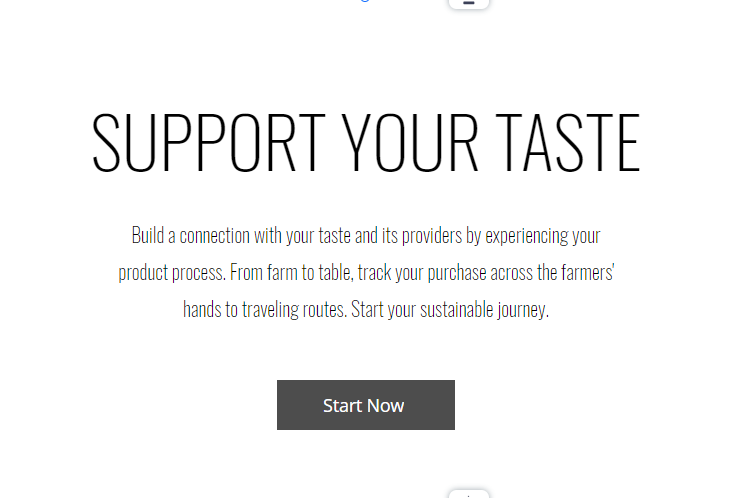 SUPPORT YOUR TASTE
Build a connection with your taste and its providers by experiencing your
product process. From farm to table, track your purchase across the farmers'
hands to traveling routes. Start your sustainable journey.
Start Now